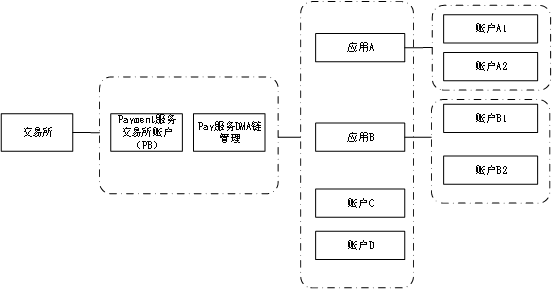 交易所
Payment服务
交易所账户
（PB）
Pay服务DMA链
管理
应用A
应用B
账户C
账户D
账户A1
账户A2
账户B1
账户B2